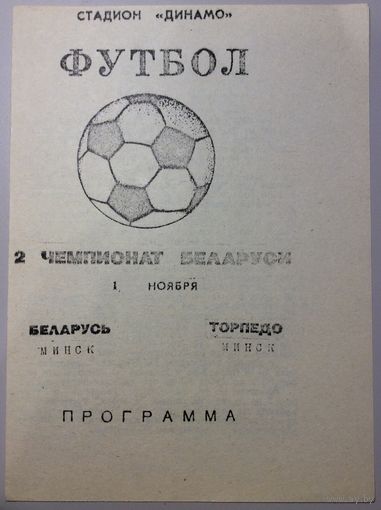 СТАДИОН «ДИНАМО»
ФУТБОЛ
2 ЧЕМПИОНАТ БЕЛАРУСИ
1 НОЯБРЯ
БЕЛАРУСЬ ТОРПЕДО
МИНСК МИНСК
ПРОГРАММА